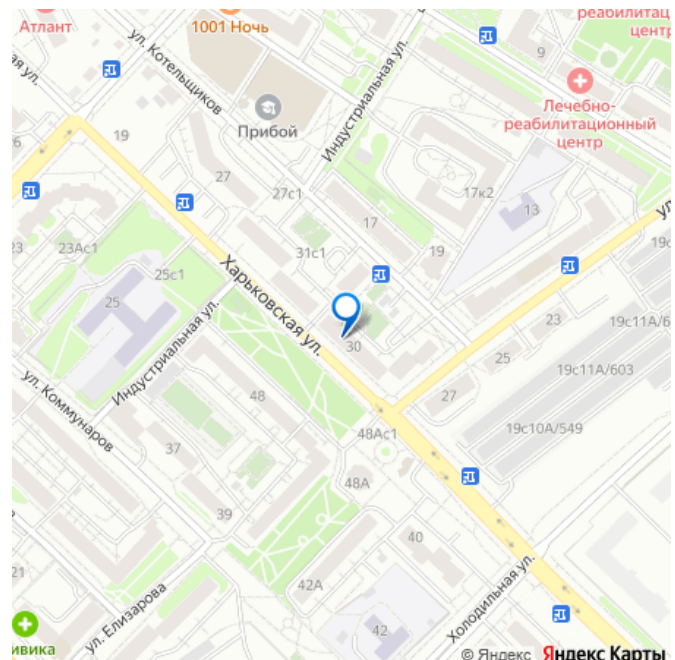 Атлант
1001 Ночь
реабилитац
центр
9
Лечебно-
реабилитационный
центр
ул. Котельщиков
Прибой
Индустриальная ул.
19
27
27с1
17
17к2
13
19
31с1
23
23Ас1
25с1
25
Харьковская ул.
30
23
25
27
19с11А/6
19с11А/603
19с10А/549
Индустриальная ул.
ул. Коммунаров
48
37
39
48Ас1
48А
40
42А
42
21
ул. Елизарова
Холодильная ул.
ивика
© Яндекс Яндекс Карты